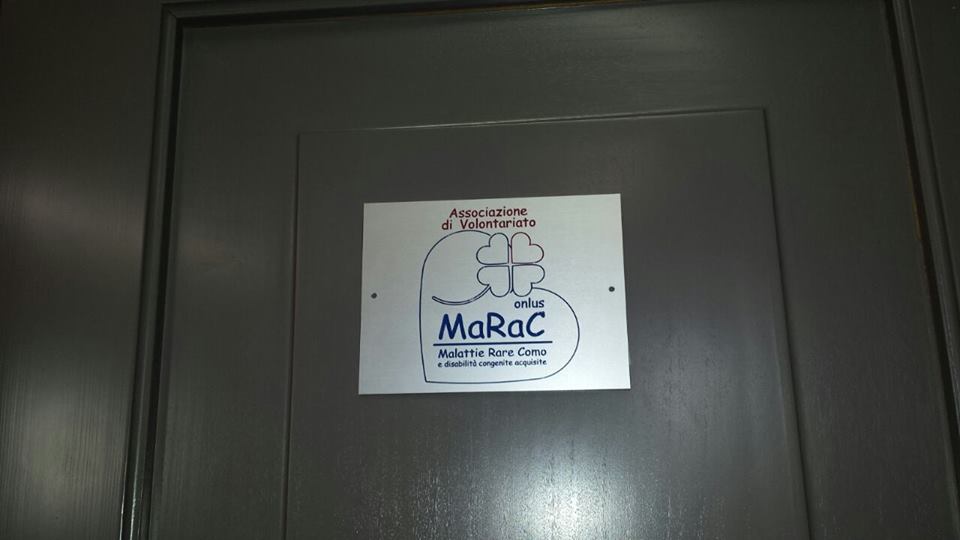 Associazione
di Volontariato
onlus
MaRaC
Malattie Rare Como
e disabilità congenite acquisite